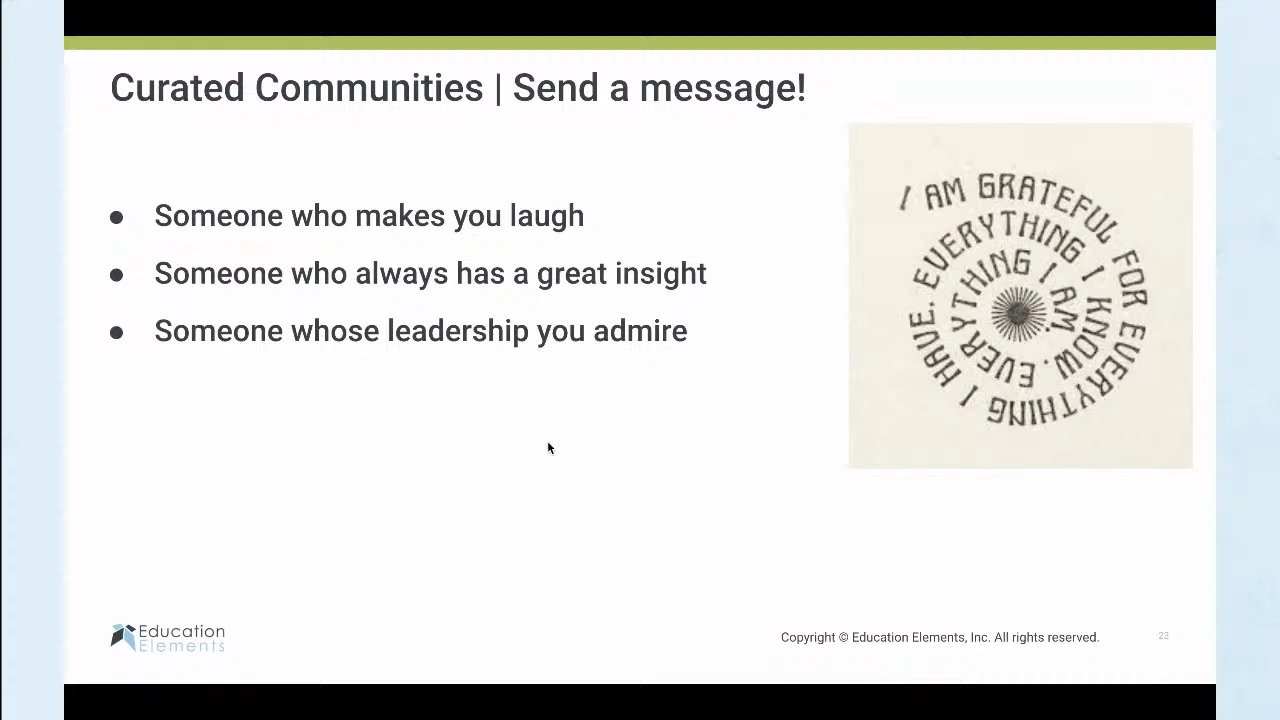 Curated Communities | Send a message!
● Someone who makes you laugh
● Someone who always has a great insight
● Someone whose leadership you admire
I AM GRATEFUL FOR EVERYTHING I HAVE. EVERYTHING I KNOW. EVERYTHING I AM.
Education
Elements
Copyright © Education Elements, Inc. All rights reserved.
23